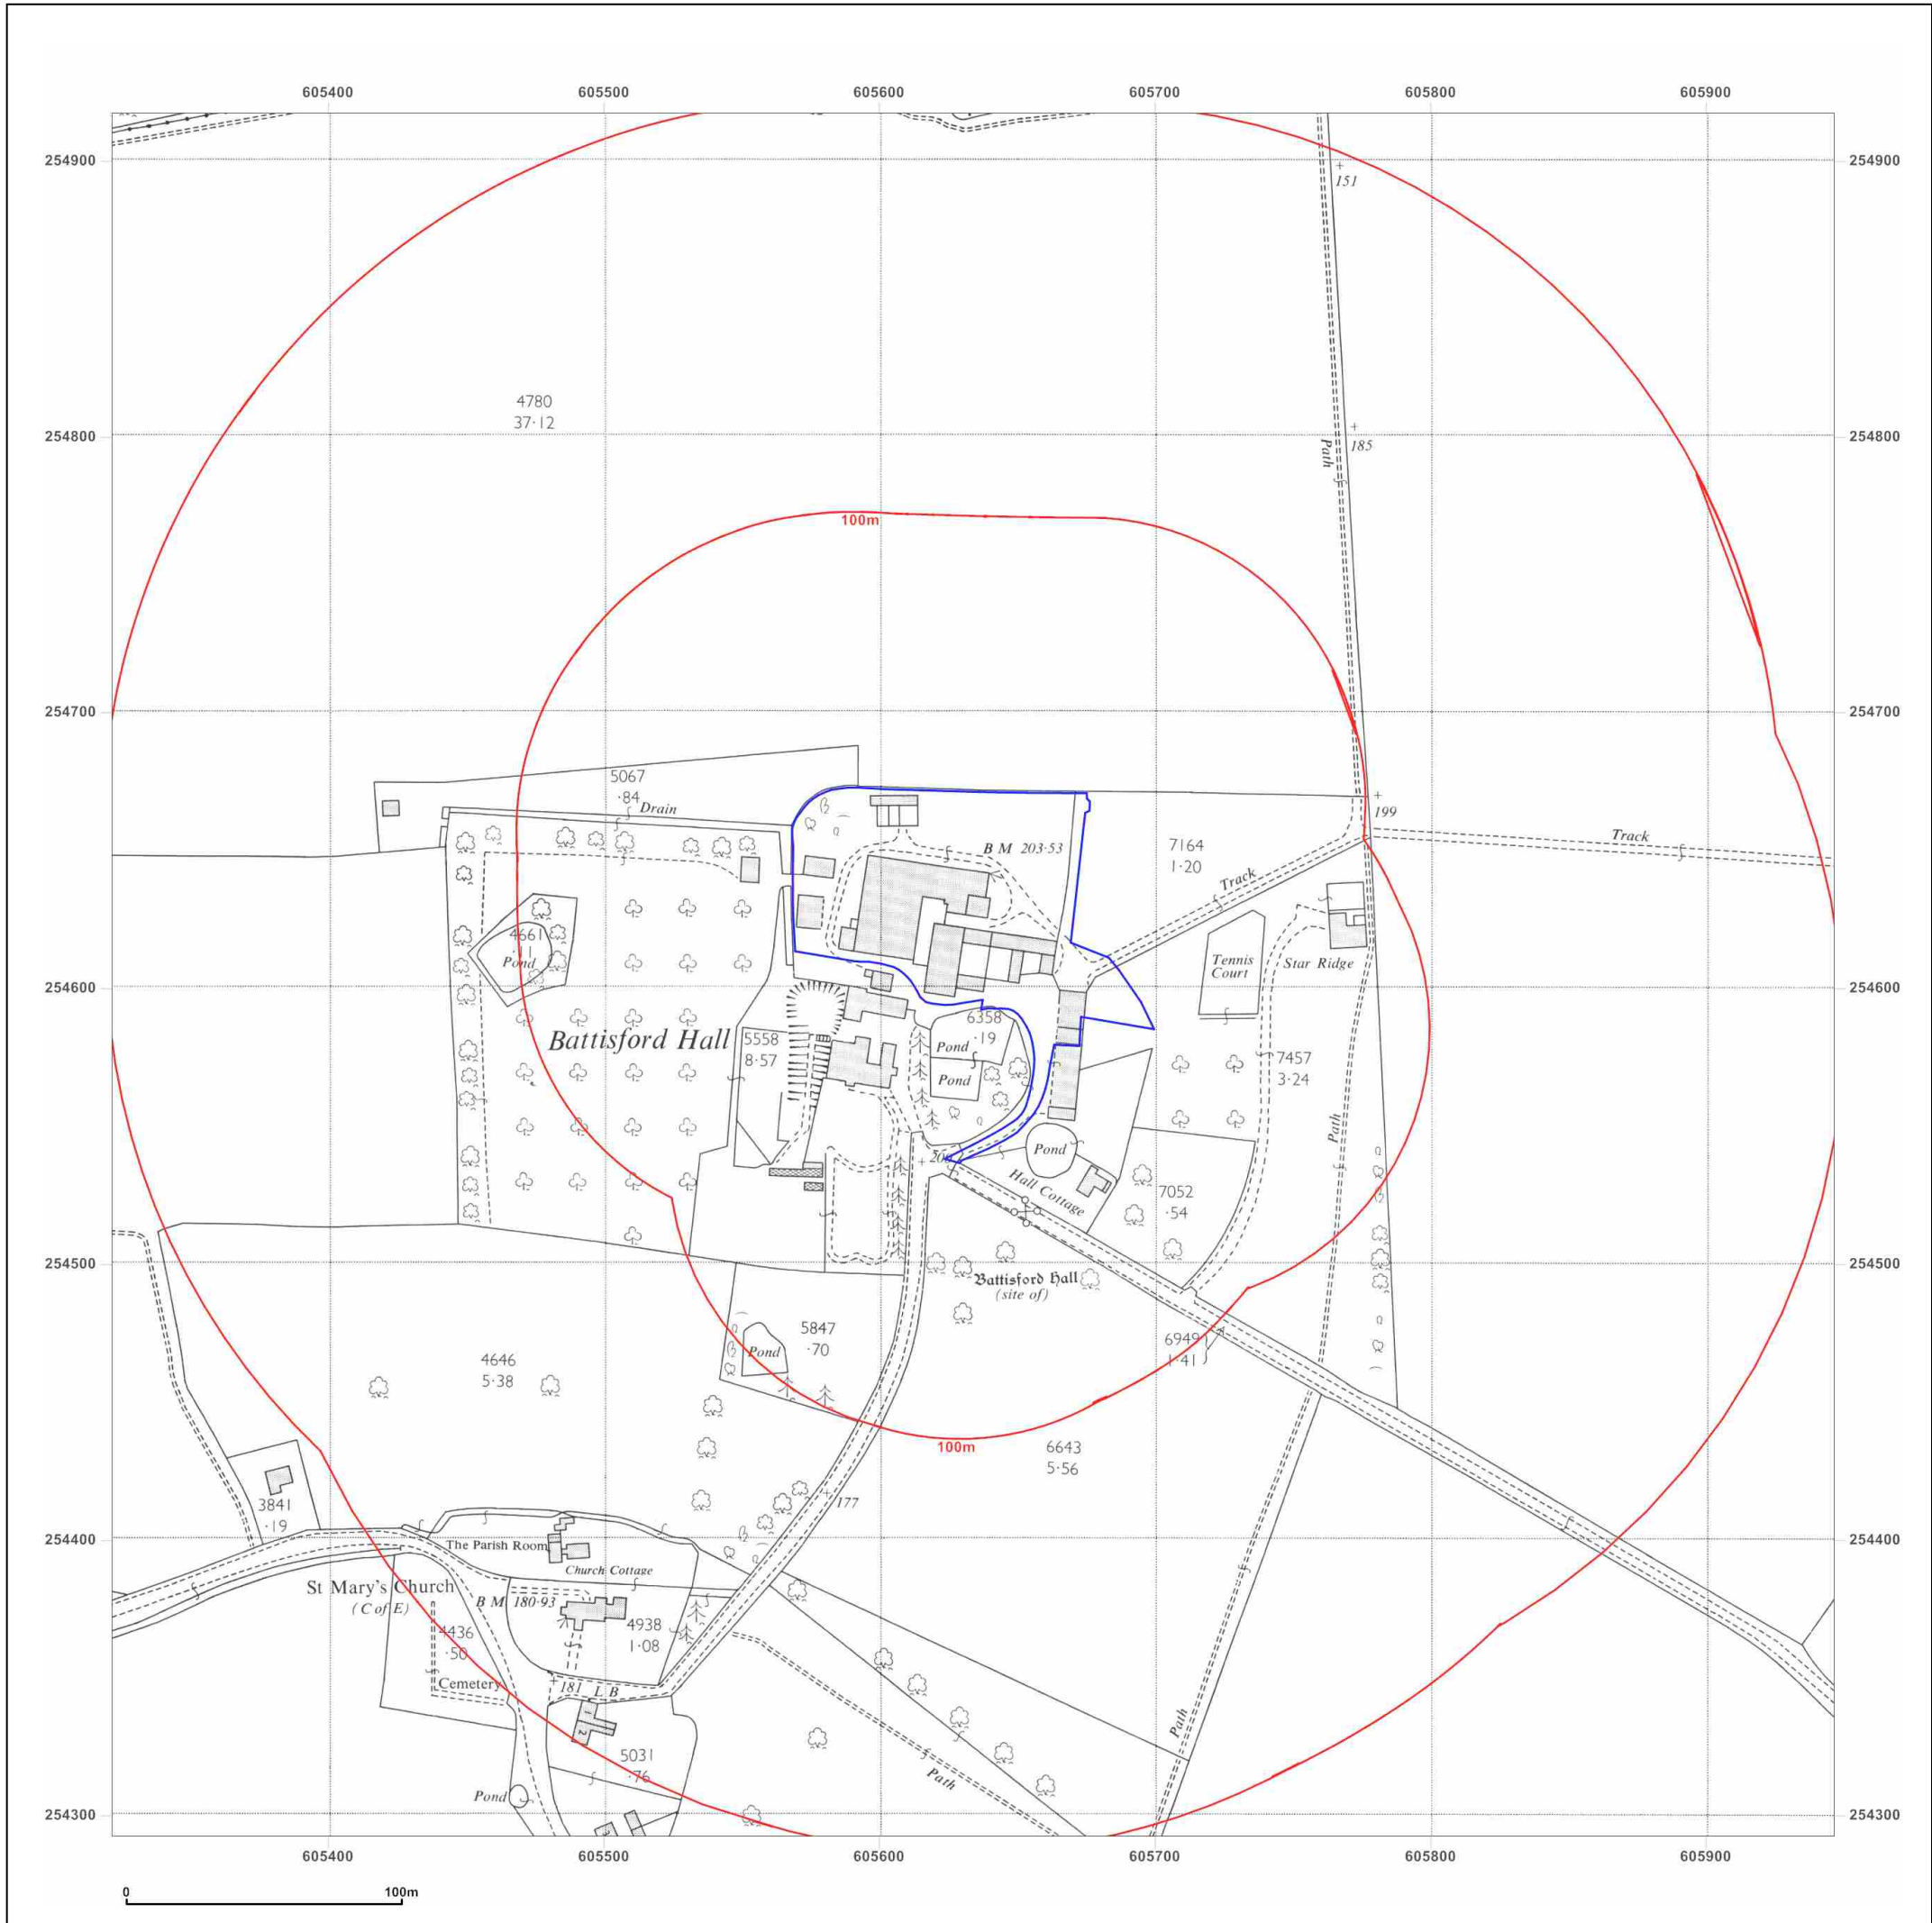 605400 605500 605600 605700 605800 605900
254900 254900
151
4780
37·12
254800 254800
Path
185
100m
254700 254700
5067
·84
Drain
199
B M 203·53
7164
1·20
Track
Track
4661
·11
Pond
Tennis
Court
Star Ridge
254600 254600
Battisford Hall
5558
8·57
6358
·19
Pond
Pond
7457
3·24
Path
Pond
Hall Cottage
7052
·54
254500 254500
Battisford Hall
(site of)
5847
·70
Pond
6949
1·41
4646
5·38
100m
6643
5·56
177
3841
·19
254400 254400
The Parish Room
Church Cottage
St Mary's Church
(C of E)
B M 180·93
4938
1·08
4436
·50
Cemetery
181
L B
1
2
5031
·76
Pond
Path
Path
254300 254300
605400 605500 605600 605700 605800 605900
0 100m